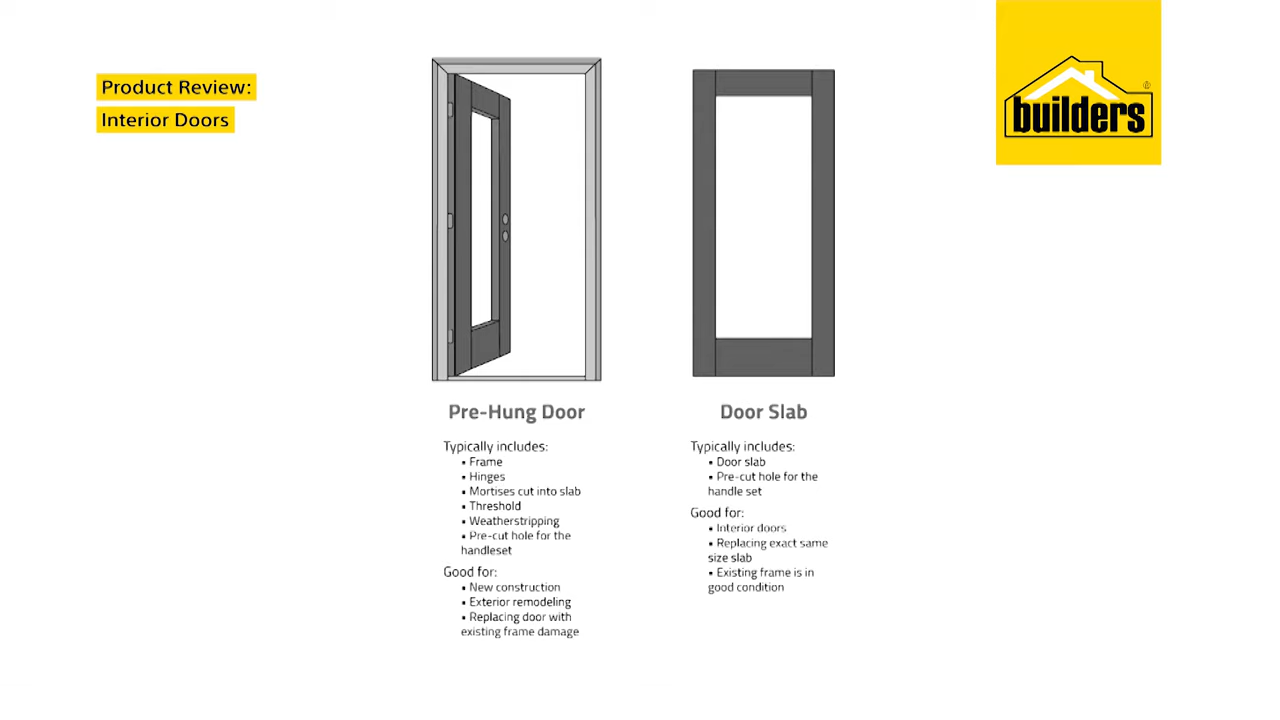 Product Review:
Interior Doors
builders®
Pre-Hung Door
Typically includes:
▪ Frame
▪ Hinges
▪ Mortises cut into slab
▪ Threshold
▪ Weatherstripping
▪ Pre-cut hole for the
handleset
Good for:
▪ New construction
▪ Exterior remodeling
▪ Replacing door with
existing frame damage
Door Slab
Typically includes:
▪ Door slab
▪ Pre-cut hole for the
handle set
Good for:
▪ Interior doors
▪ Replacing exact same
size slab
▪ Existing frame is in
good condition